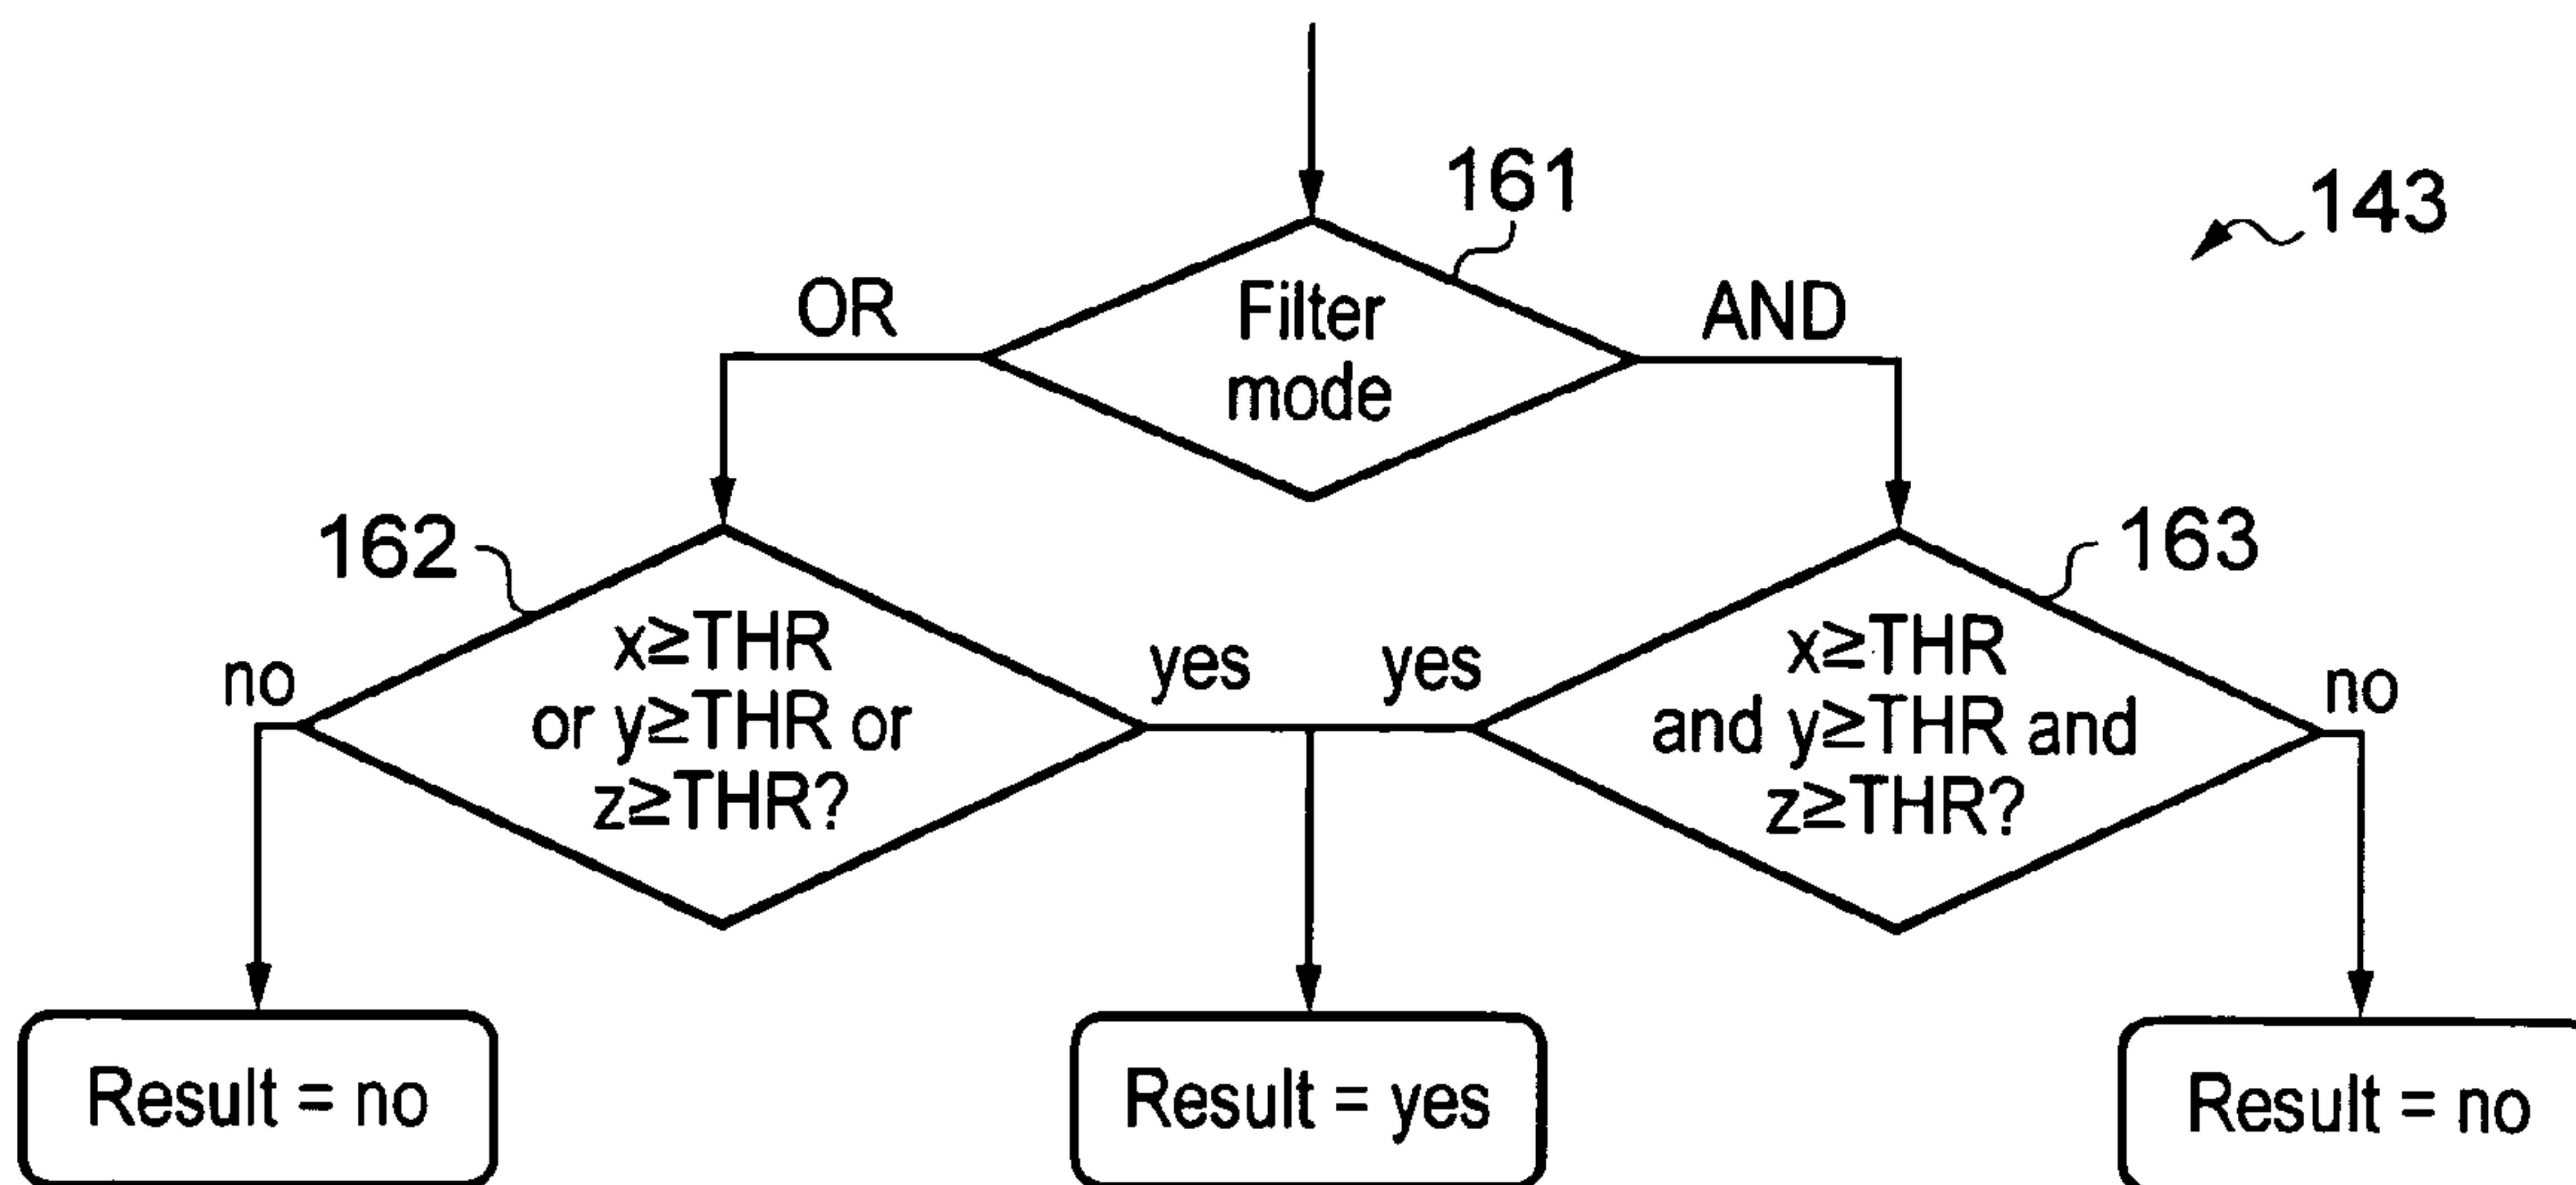 161
143
OR
Filter
mode
AND
162
163
no
x≥THR
or y≥THR or
z≥THR?
yes
yes
x≥THR
and y≥THR and
z≥THR?
no
Result = no
Result = yes
Result = no